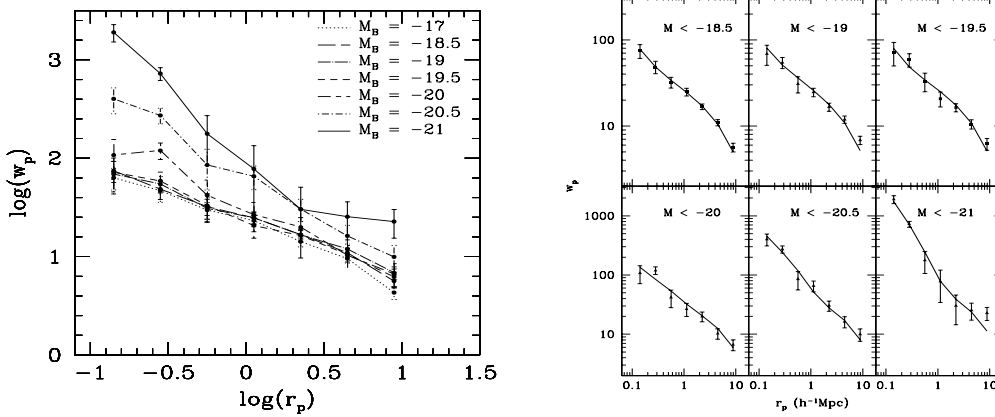 3
2
1
0
log(w_p)
−1
−0.5
0
0.5
1
1.5
log(r_p)
M_B = −17
M_B = −18.5
M_B = −19
M_B = −19.5
M_B = −20
M_B = −20.5
M_B = −21
100
10
M < −18.5
M < −19
M < −19.5
w_p
1000
100
10
M < −20
M < −20.5
M < −21
0.1
1
10
0.1
1
10
0.1
1
10
r_p (h⁻¹Mpc)